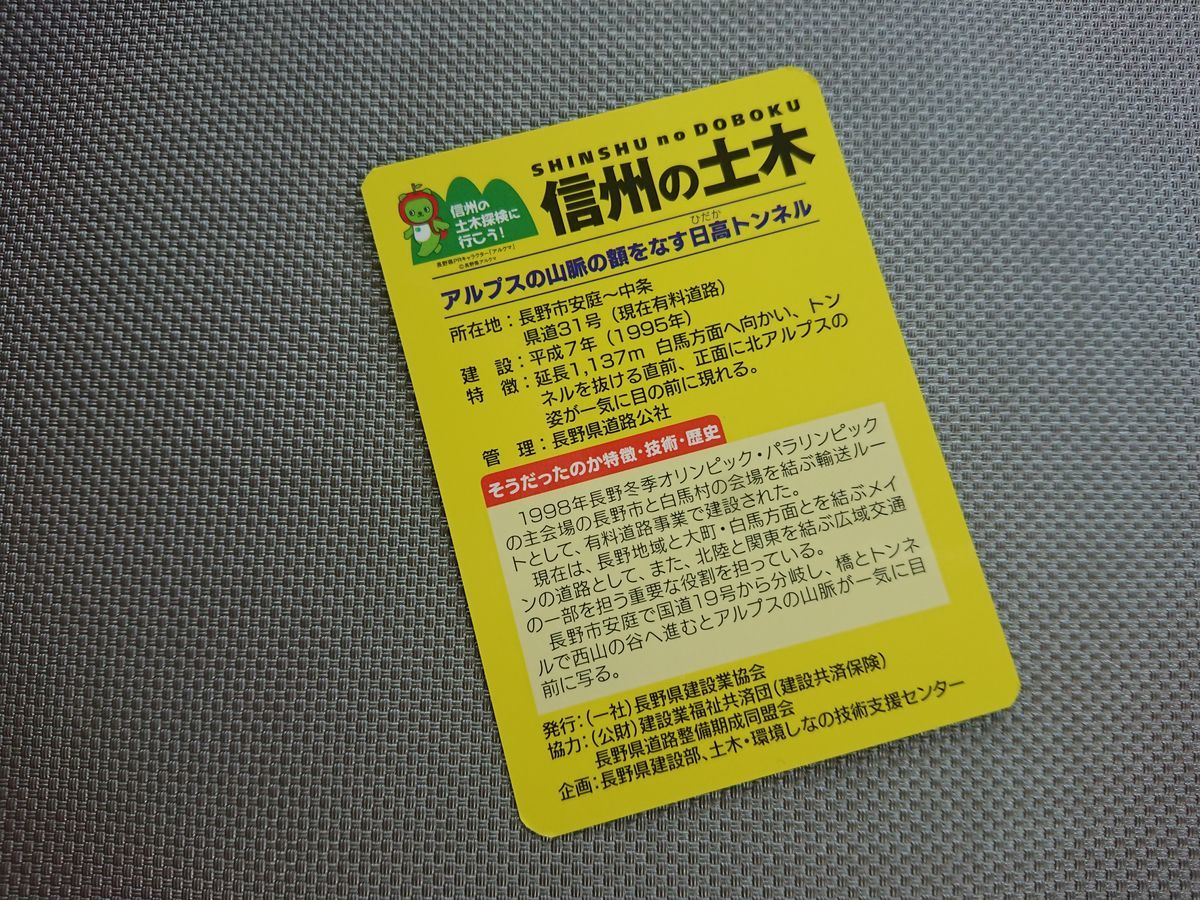 SHINSHU no DOBOKU
信州の土木
信州の
土木探検に
行こう!
長野県PRキャラクター「アルクマ」
©長野県アルクマ
ひだか
アルプスの山脈の額をなす日高トンネル
所在地:長野市安庭~中条
県道31号(現在有料道路)
建 設:平成7年(1995年)
特 徴:延長1,137m 白馬方面へ向かい、トン
ネルを抜ける直前、正面に北アルプスの
姿が一気に目の前に現れる。
管 理:長野県道路公社
そうだったのか特徴・技術・歴史
1998年長野冬季オリンピック・パラリンピック
の主会場の長野市と白馬村の会場を結ぶ輸送ルー
トとして、有料道路事業で建設された。
現在は、長野地域と大町・白馬方面とを結ぶメイ
ンの道路として、また、北陸と関東を結ぶ広域交通
の一部を担う重要な役割を担っている。
長野市安庭で国道19号から分岐し、橋とトンネ
ルで西山の谷へ進むとアルプスの山脈が一気に目
前に写る。
発行:(一社)長野県建設業協会
協力:(公財)建設業福祉共済団(建設共済保険)
長野県道路整備期成同盟会
企画:長野県建設部、土木・環境しなの技術支援センター